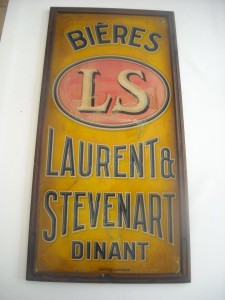 BIÈRES
LS
LAURENT &
STEVENART
DINANT